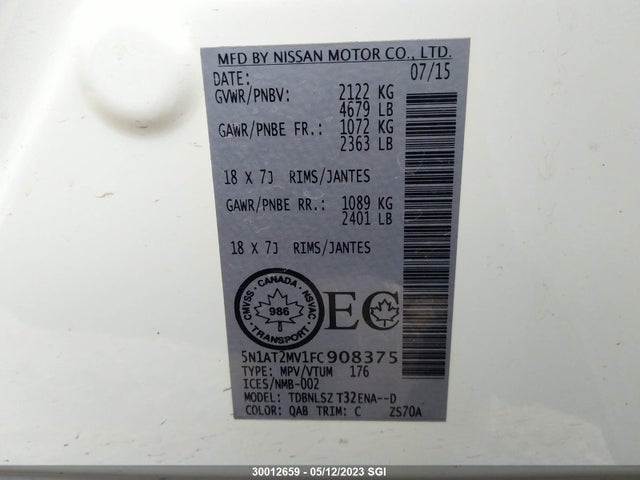 MFD BY NISSAN MOTOR CO., LTD.
DATE: 07/15
GVWR/PNBV: 2122 KG
4679 LB
GAWR/PNBE FR.: 1072 KG
2363 LB
18 X 7J RIMS/JANTES
GAWR/PNBE RR.: 1089 KG
2401 LB
18 X 7J RIMS/JANTES
CMVSS · CANADA · NSVAC
986
TRANSPORT
EC
5N1AT2MV1FC908375
TYPE: MPV/VTUM 176
ICES/NMB-002
MODEL: TDBNLSZ T32ENA--D
COLOR: QAB TRIM: C ZS70A
30012659 - 05/12/2023 SGI